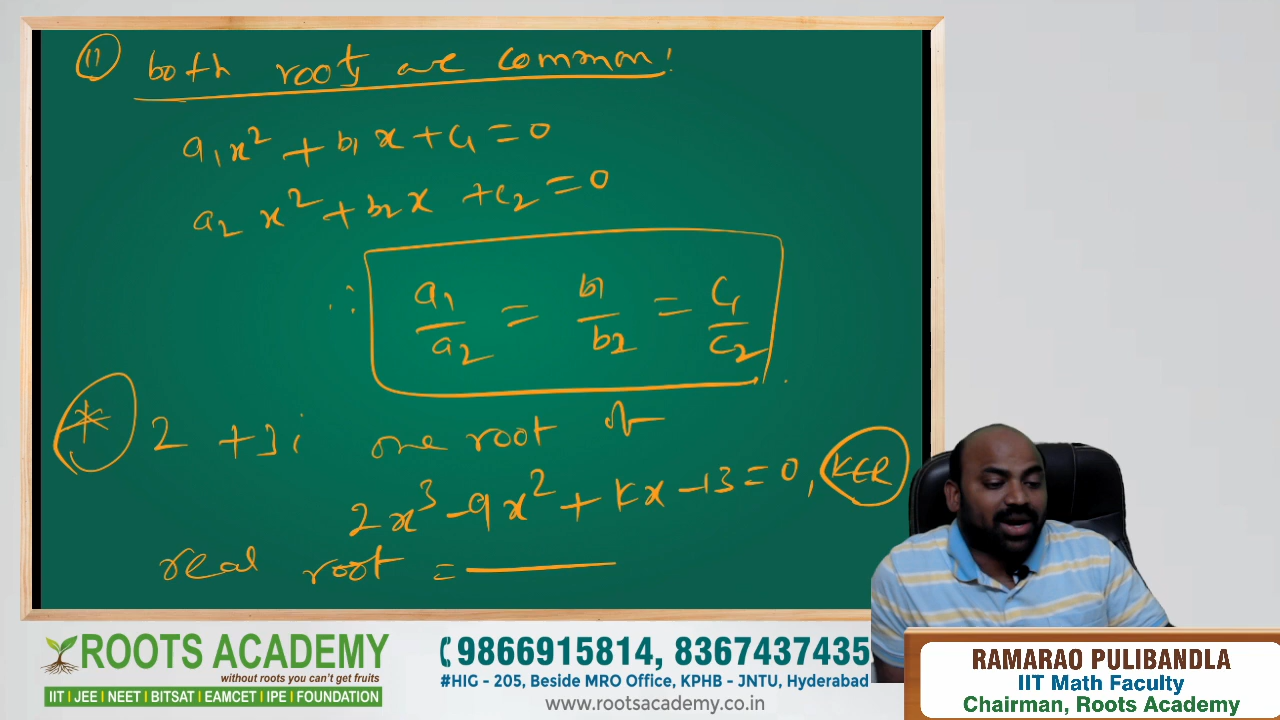 (11) both roots are common!
a₁x² + b₁x + c₁ = 0
a₂x² + b₂x + c₂ = 0
∴ a₁/a₂ = b₁/b₂ = c₁/c₂
* 2 + 3i one root of
2x³ - 9x² + kx - 13 = 0, K∈R
real root = ____
ROOTS ACADEMY
without roots you can't get fruits
IIT | JEE | NEET | BITSAT | EAMCET | IPE | FOUNDATION
9866915814, 8367437435
#HIG - 205, Beside MRO Office, KPHB - JNTU, Hyderabad
www.rootsacademy.co.in
RAMARAO PULIBANDLA
IIT Math Faculty
Chairman, Roots Academy